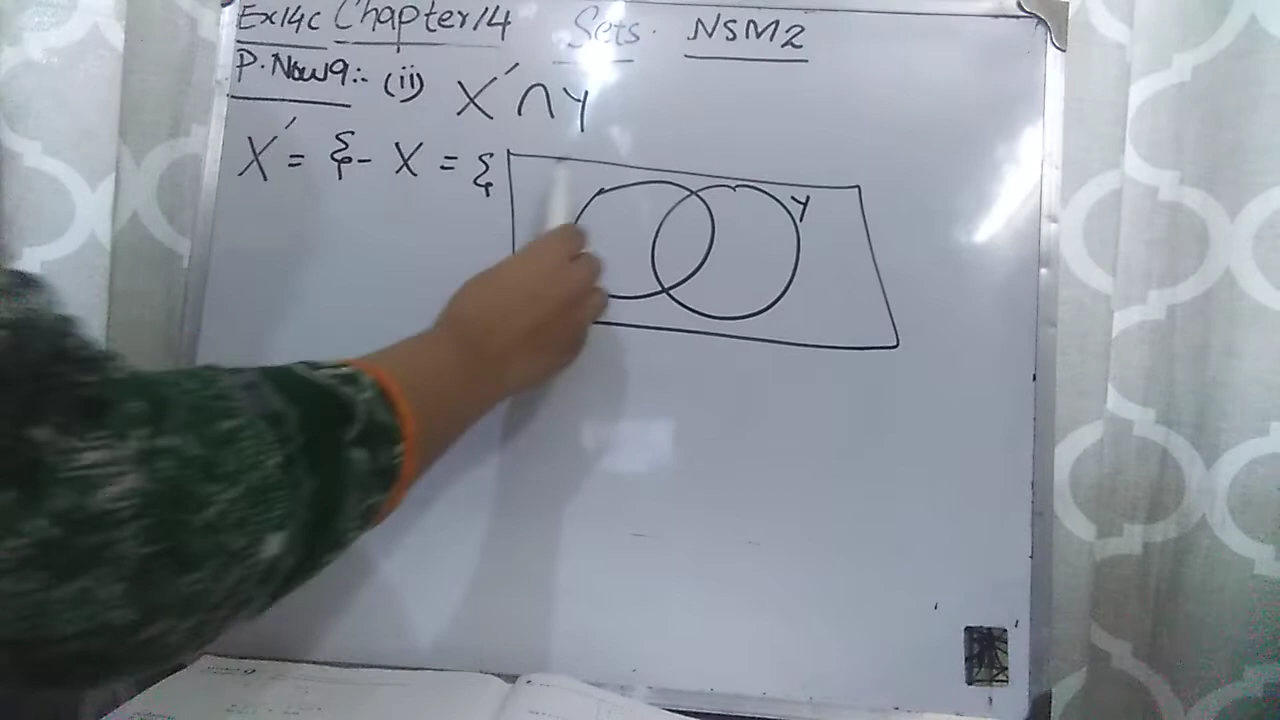 Ex14c Chapter14 Sets. NSM2
P.No49:- (ii) X′ ∩ Y
X′ = ξ - X = ξ
Y